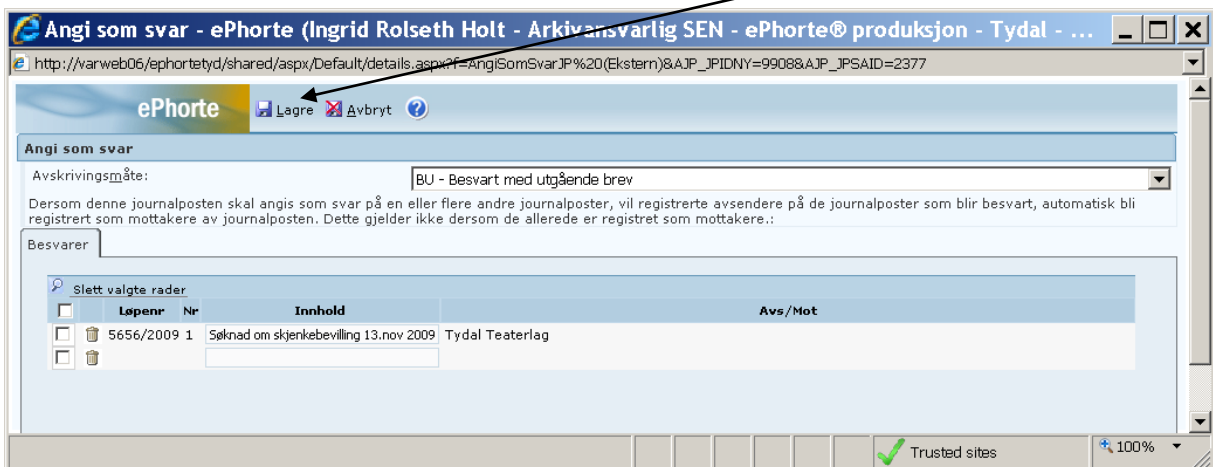 Angi som svar - ePhorte (Ingrid Rolseth Holt - Arkivansvarlig SEN - ePhorte® produksjon - Tydal - ...
http://varweb06/ephortetyd/shared/aspx/Default/details.aspx?f=AngiSomSvarJP%20(Ekstern)&AJP_JPIDNY=9908&AJP_JPSAID=2377
ePhorte Lagre Avbryt ?
Angi som svar
Avskrivingsmåte: BU - Besvart med utgående brev
Dersom denne journalposten skal angis som svar på en eller flere andre journalposter, vil registrerte avsendere på de journalposter som blir besvart, automatisk bli
registrert som mottakere av journalposten. Dette gjelder ikke dersom de allerede er registret som mottakere.:
Besvarer
Slett valgte rader
Løpenr Nr Innhold Avs/Mot
5656/2009 1 Søknad om skjenkebevilling 13.nov 2009 Tydal Teaterlag
Trusted sites 100%